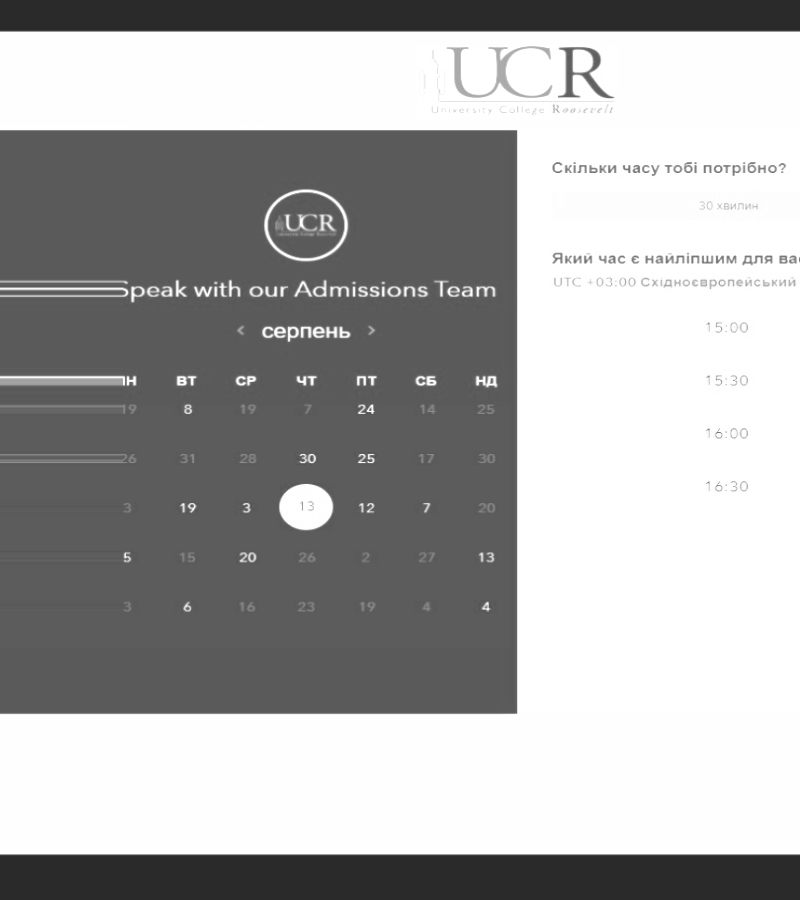 UCR
University College Roosevelt
UCR
Speak with our Admissions Team
< серпень >
ПН ВТ СР ЧТ ПТ СБ НД
19 8 19 7 24 14 25
26 31 28 30 25 17 30
3 19 3 13 12 7 20
5 15 20 26 2 27 13
3 6 16 23 19 4 4
Скільки часу тобі потрібно?
30 хвилин
Який час є найліпшим для
UTC +03:00 Східноєвропейський
15:00
15:30
16:00
16:30